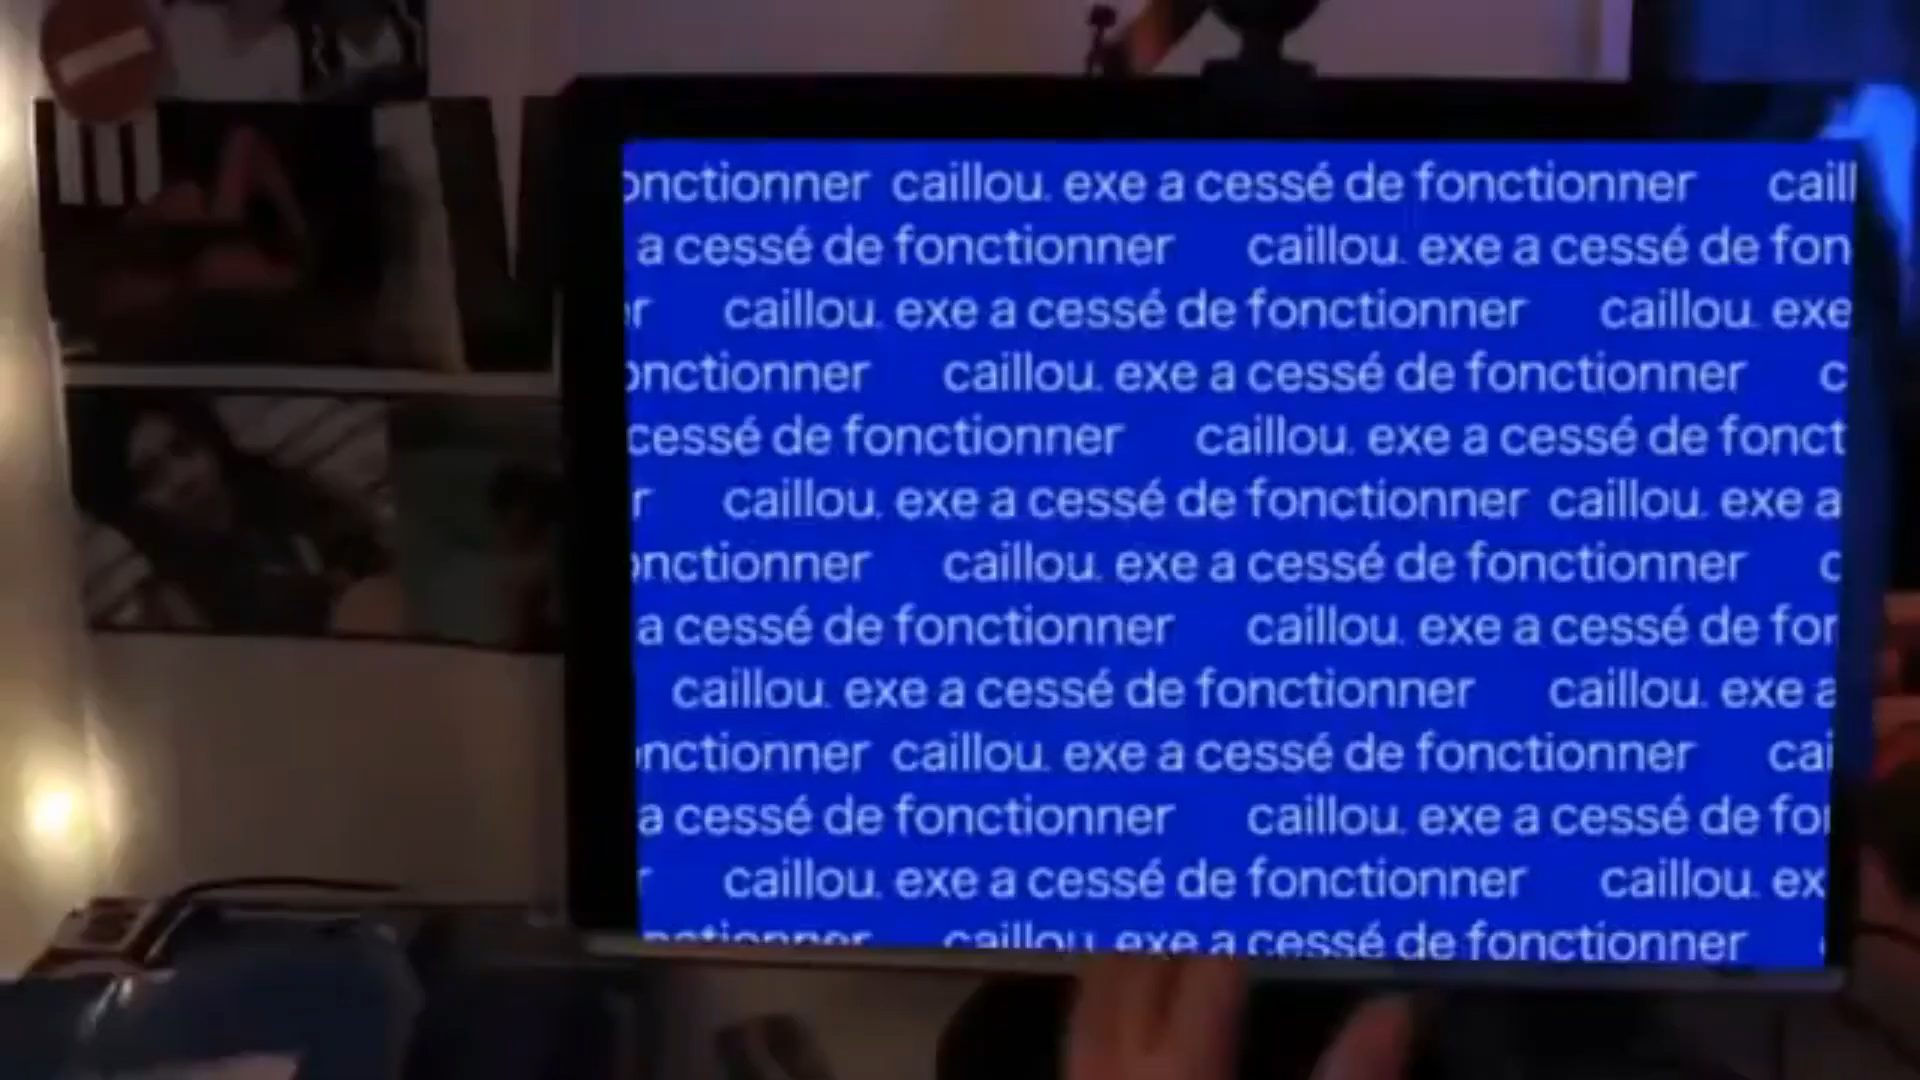 onctionner caillou. exe a cessé de fonctionner caill
a cessé de fonctionner caillou. exe a cessé de fon
r caillou. exe a cessé de fonctionner caillou. exe
onctionner caillou. exe a cessé de fonctionner c
cessé de fonctionner caillou. exe a cessé de fonct
r caillou. exe a cessé de fonctionner caillou. exe a
onctionner caillou. exe a cessé de fonctionner c
a cessé de fonctionner caillou. exe a cessé de for
caillou. exe a cessé de fonctionner caillou. exe a
nctionner caillou. exe a cessé de fonctionner cai
a cessé de fonctionner caillou. exe a cessé de fo
r caillou. exe a cessé de fonctionner caillou. ex
nctionner caillou. exe a cessé de fonctionner